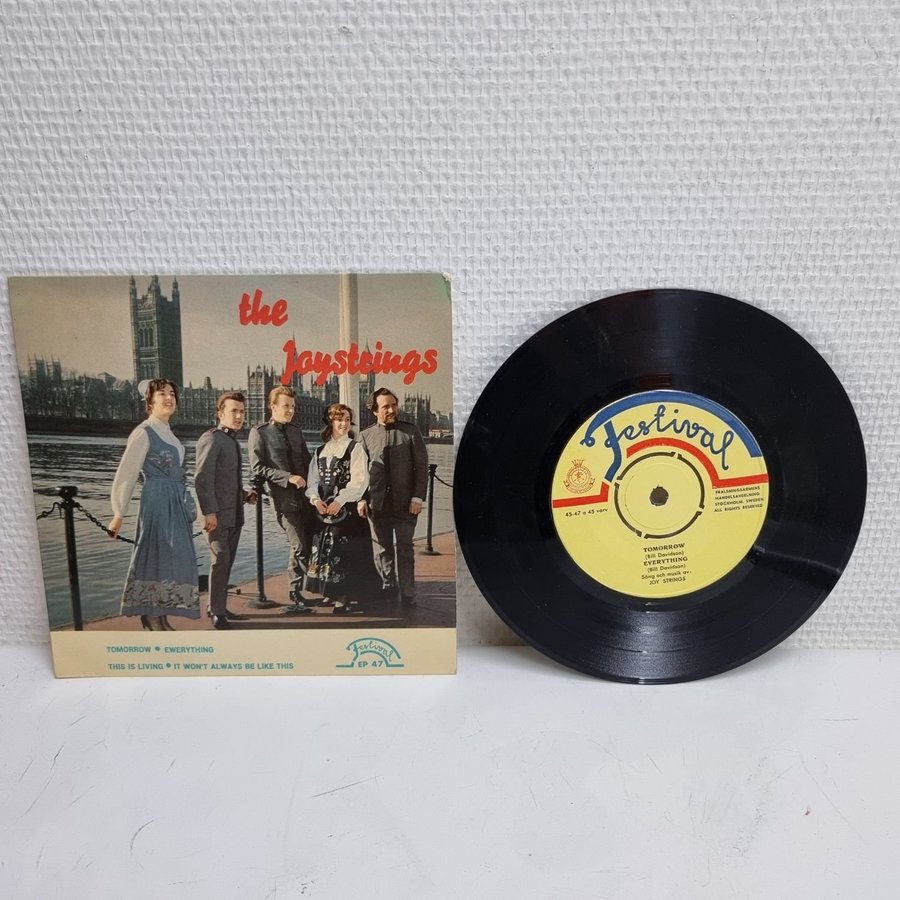 the
Joystrings
TOMORROW • EWERYTHING
THIS IS LIVING • IT WON'T ALWAYS BE LIKE THIS
Festival
EP 47
Festival
FRÄLSNINGSARMÉNS
HANDELSAVDELNING
STOCKHOLM, SWEDEN
ALL RIGHTS RESERVED
45-47 a 45 varv
TOMORROW
(Bill Davidson)
EVERYTHING
(Bill Davidson)
Sång och musik av.
JOY STRINGS